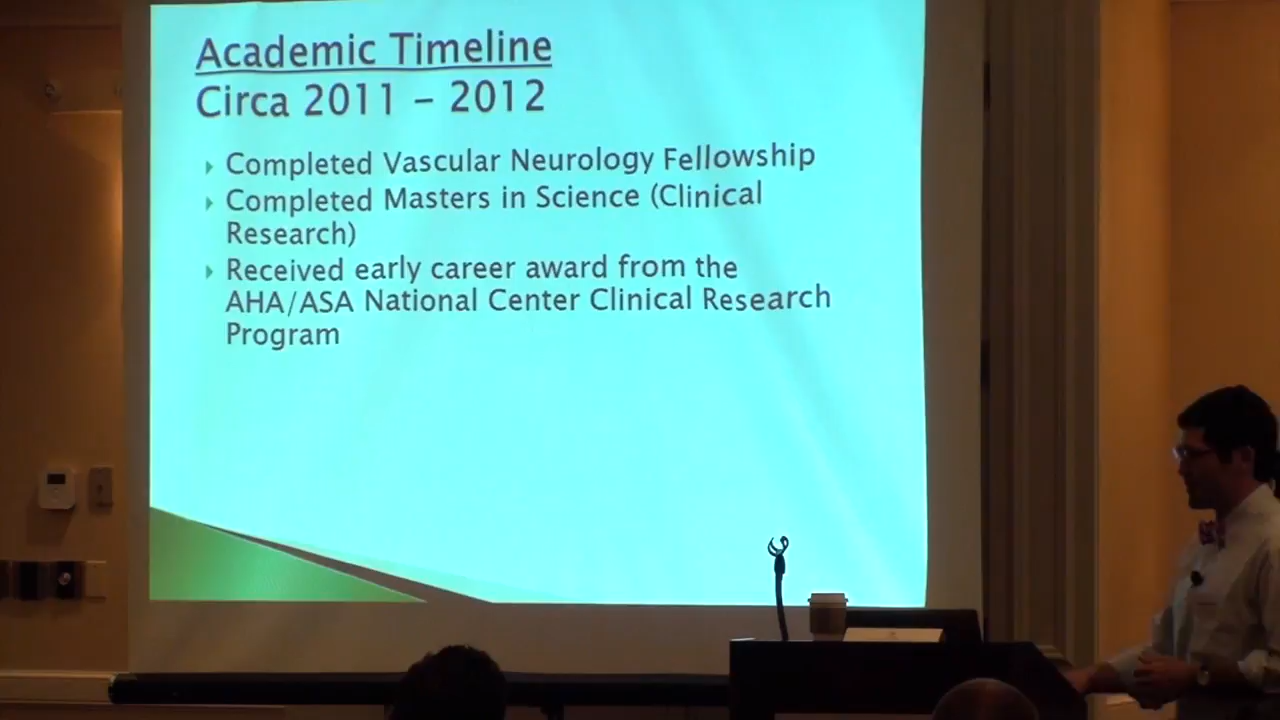 Academic Timeline
Circa 2011 – 2012
Completed Vascular Neurology Fellowship
Completed Masters in Science (Clinical
Research)
Received early career award from the
AHA/ASA National Center Clinical Research
Program